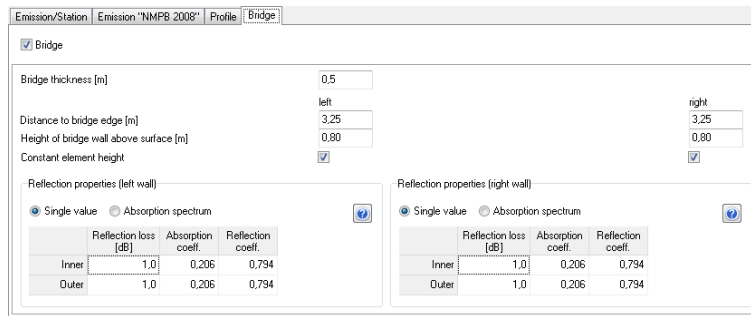 Emission/Station Emission "NMPB 2008" Profile Bridge
Bridge
Bridge thickness [m] 0,5
left right
Distance to bridge edge [m] 3,25 3,25
Height of bridge wall above surface [m] 0,80 0,80
Constant element height
Reflection properties (left wall) Reflection properties (right wall)
Single value Absorption spectrum ? Single value Absorption spectrum ?
Reflection loss [dB] Absorption coeff. Reflection coeff. Reflection loss [dB] Absorption coeff. Reflection coeff.
Inner 1,0 0,206 0,794 Inner 1,0 0,206 0,794
Outer 1,0 0,206 0,794 Outer 1,0 0,206 0,794